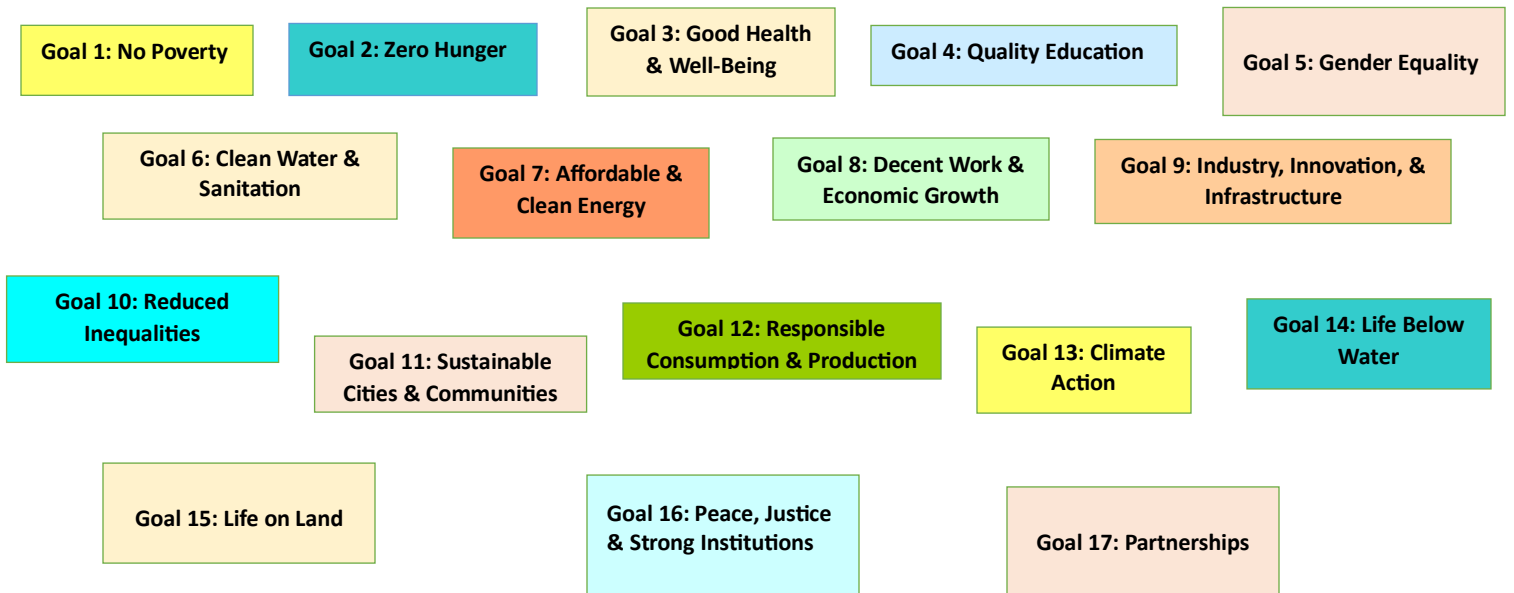 Goal 1: No Poverty
Goal 2: Zero Hunger
Goal 3: Good Health
& Well-Being
Goal 4: Quality Education
Goal 5: Gender Equality
Goal 6: Clean Water &
Sanitation
Goal 7: Affordable &
Clean Energy
Goal 8: Decent Work &
Economic Growth
Goal 9: Industry, Innovation, &
Infrastructure
Goal 10: Reduced
Inequalities
Goal 11: Sustainable
Cities & Communities
Goal 12: Responsible
Consumption & Production
Goal 13: Climate
Action
Goal 14: Life Below
Water
Goal 15: Life on Land
Goal 16: Peace, Justice
& Strong Institutions
Goal 17: Partnerships